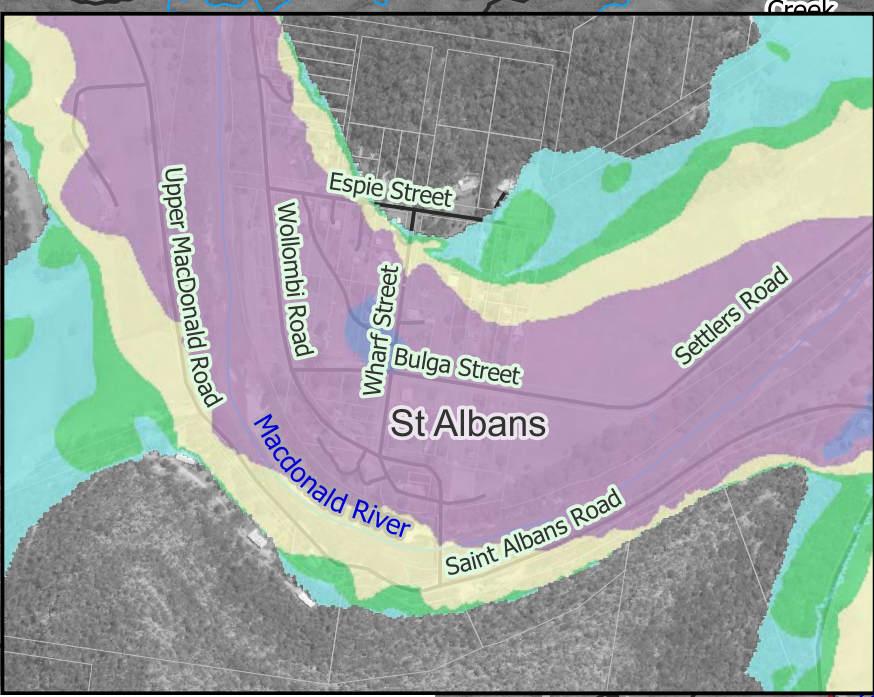 Creek
Espie Street
Upper MacDonald Road
Wollombi Road
Wharf Street
Settlers Road
Bulga Street
St Albans
Macdonald River
Saint Albans Road